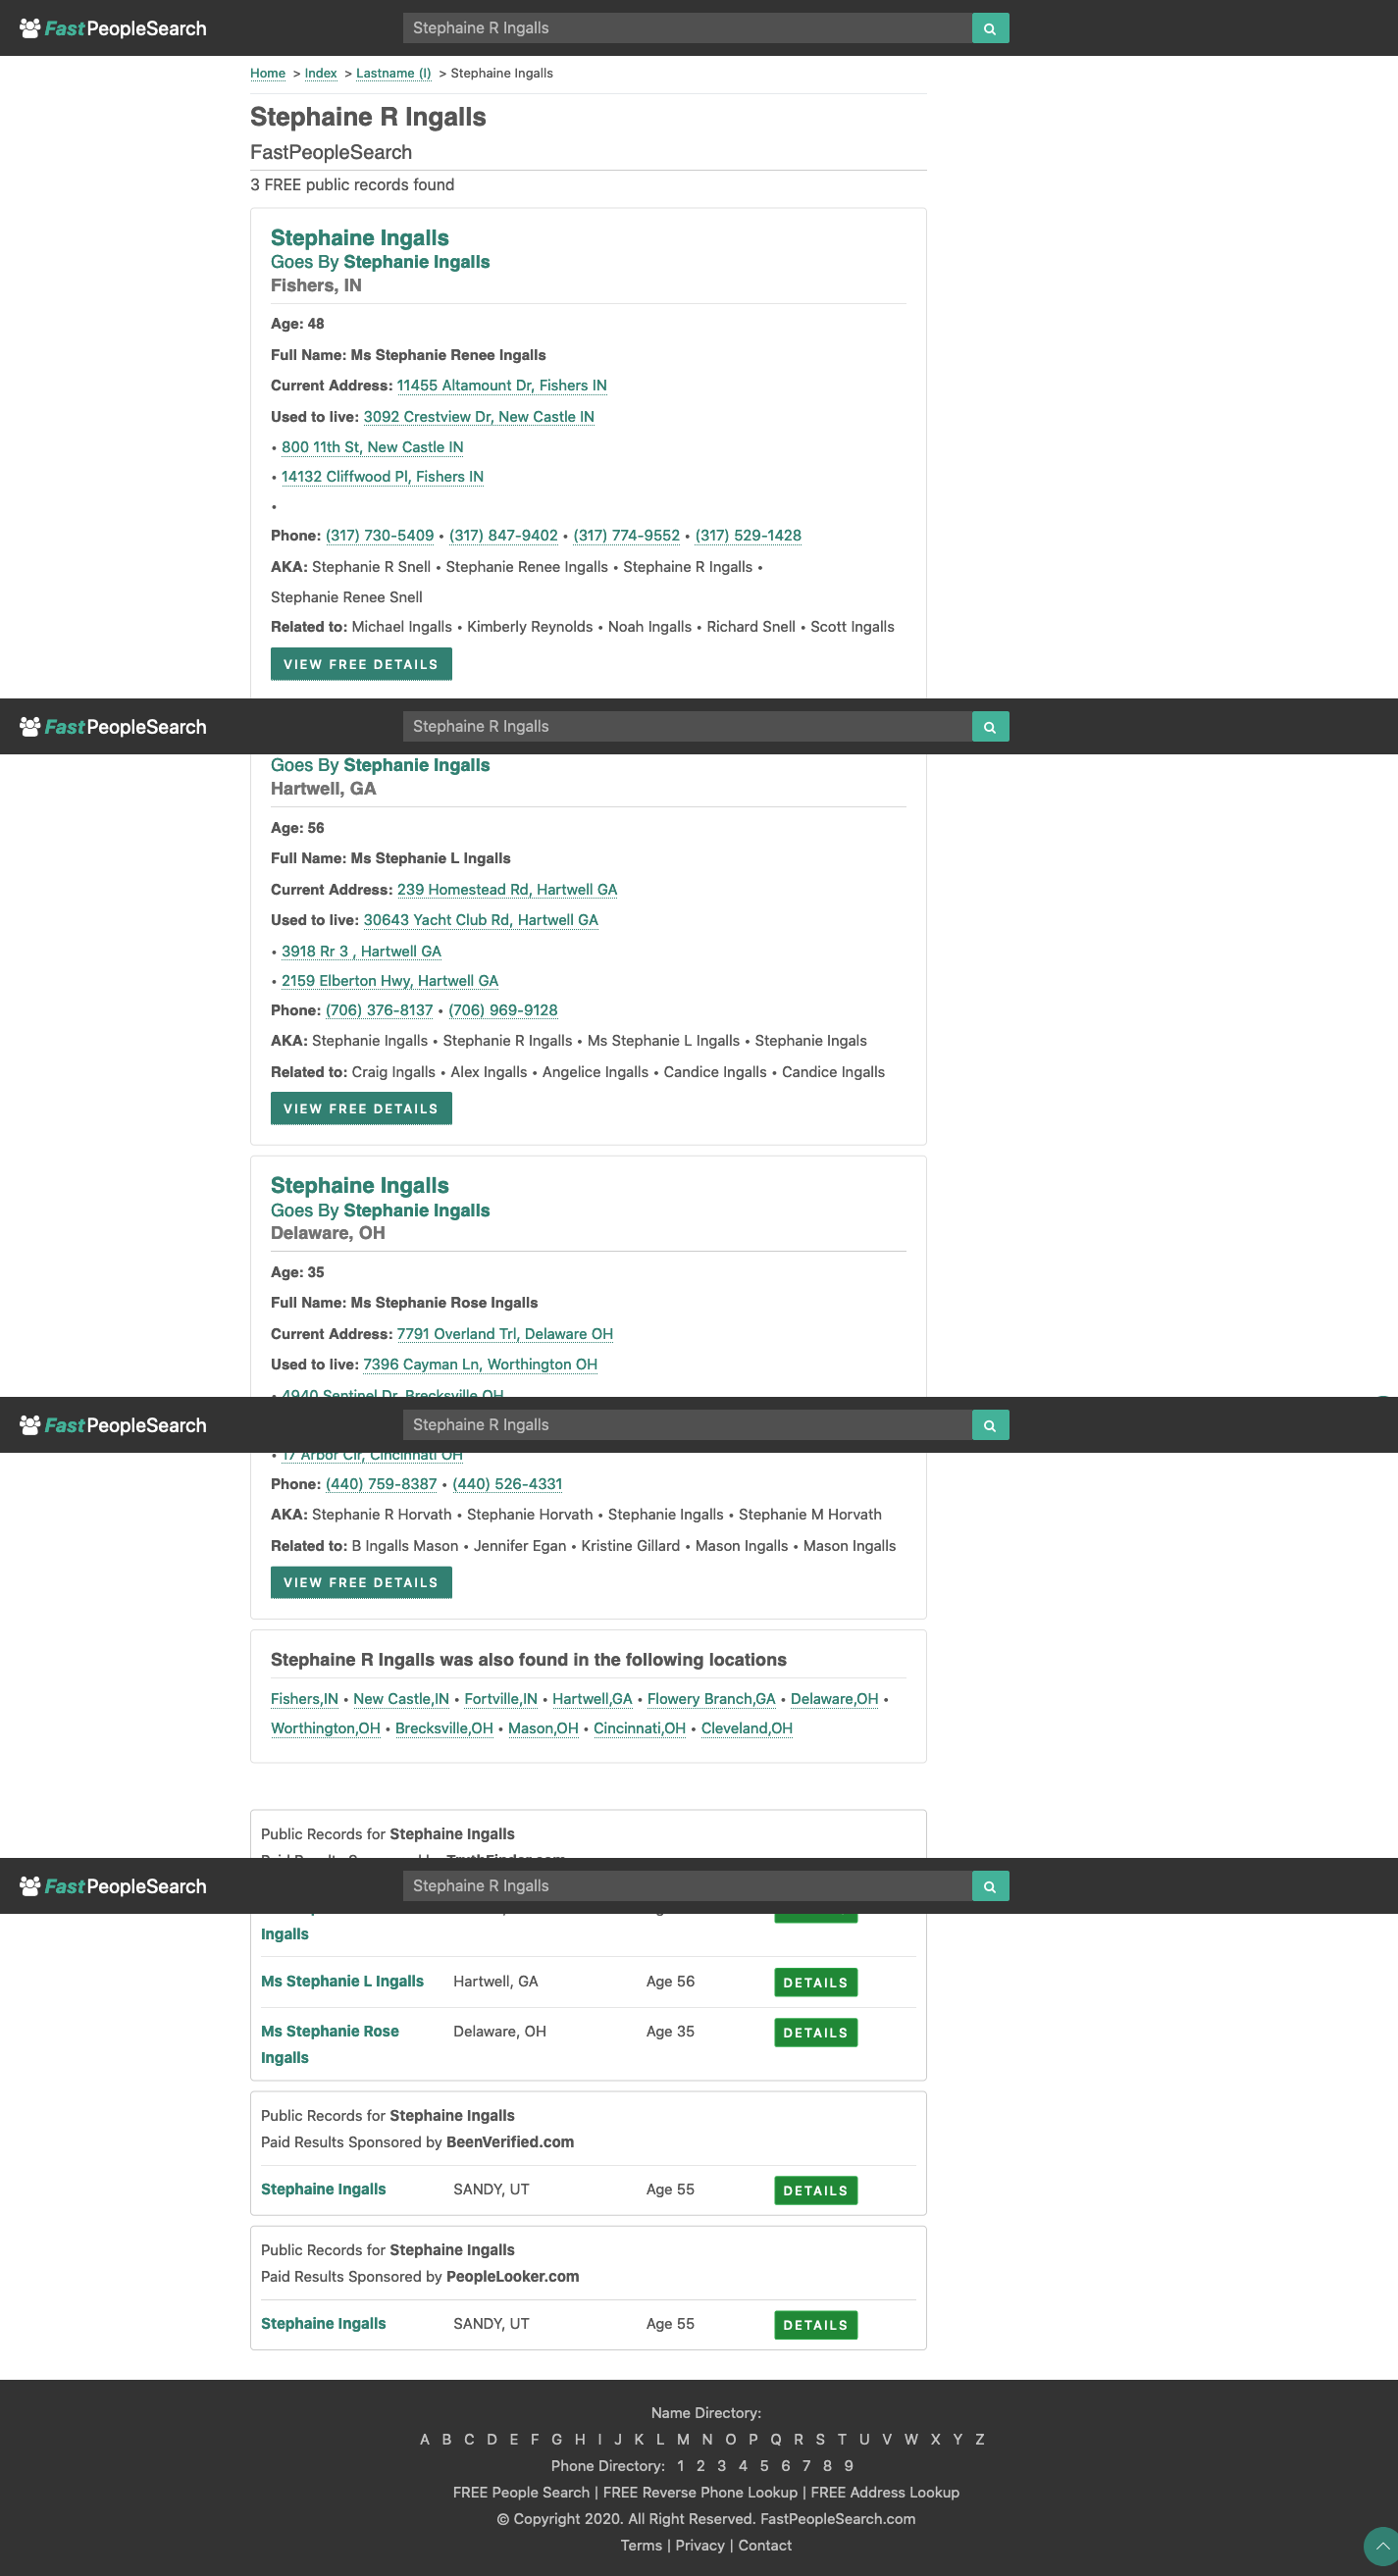 FastPeopleSearch
Stephaine R Ingalls
Home > Index > Lastname (I) > Stephaine Ingalls
Stephaine R Ingalls
FastPeopleSearch
3 FREE public records found
Stephaine Ingalls
Goes By Stephanie Ingalls
Fishers, IN
Age: 48
Full Name: Ms Stephanie Renee Ingalls
Current Address: 11455 Altamount Dr, Fishers IN
Used to live: 3092 Crestview Dr, New Castle IN
• 800 11th St, New Castle IN
• 14132 Cliffwood Pl, Fishers IN
•
Phone: (317) 730-5409 • (317) 847-9402 • (317) 774-9552 • (317) 529-1428
AKA: Stephanie R Snell • Stephanie Renee Ingalls • Stephaine R Ingalls •
Stephanie Renee Snell
Related to: Michael Ingalls • Kimberly Reynolds • Noah Ingalls • Richard Snell • Scott Ingalls
VIEW FREE DETAILS
FastPeopleSearch
Stephaine R Ingalls
Goes By Stephanie Ingalls
Hartwell, GA
Age: 56
Full Name: Ms Stephanie L Ingalls
Current Address: 239 Homestead Rd, Hartwell GA
Used to live: 30643 Yacht Club Rd, Hartwell GA
• 3918 Rr 3 , Hartwell GA
• 2159 Elberton Hwy, Hartwell GA
Phone: (706) 376-8137 • (706) 969-9128
AKA: Stephanie Ingalls • Stephanie R Ingalls • Ms Stephanie L Ingalls • Stephanie Ingals
Related to: Craig Ingalls • Alex Ingalls • Angelice Ingalls • Candice Ingalls • Candice Ingalls
VIEW FREE DETAILS
Stephaine Ingalls
Goes By Stephanie Ingalls
Delaware, OH
Age: 35
Full Name: Ms Stephanie Rose Ingalls
Current Address: 7791 Overland Trl, Delaware OH
Used to live: 7396 Cayman Ln, Worthington OH
• 4940 Sentinel Dr, Brecksville OH
FastPeopleSearch
Stephaine R Ingalls
• 17 Arbor Cir, Cincinnati OH
Phone: (440) 759-8387 • (440) 526-4331
AKA: Stephanie R Horvath • Stephanie Horvath • Stephanie Ingalls • Stephanie M Horvath
Related to: B Ingalls Mason • Jennifer Egan • Kristine Gillard • Mason Ingalls • Mason Ingalls
VIEW FREE DETAILS
Stephaine R Ingalls was also found in the following locations
Fishers,IN • New Castle,IN • Fortville,IN • Hartwell,GA • Flowery Branch,GA • Delaware,OH •
Worthington,OH • Brecksville,OH • Mason,OH • Cincinnati,OH • Cleveland,OH
Public Records for Stephaine Ingalls
Paid Results Sponsored by TruthFinder.com
FastPeopleSearch
Stephaine R Ingalls
Ingalls
Ms Stephanie L Ingalls Hartwell, GA Age 56 DETAILS
Ms Stephanie Rose Delaware, OH Age 35 DETAILS
Ingalls
Public Records for Stephaine Ingalls
Paid Results Sponsored by BeenVerified.com
Stephaine Ingalls SANDY, UT Age 55 DETAILS
Public Records for Stephaine Ingalls
Paid Results Sponsored by PeopleLooker.com
Stephaine Ingalls SANDY, UT Age 55 DETAILS
Name Directory:
A B C D E F G H I J K L M N O P Q R S T U V W X Y Z
Phone Directory: 1 2 3 4 5 6 7 8 9
FREE People Search | FREE Reverse Phone Lookup | FREE Address Lookup
© Copyright 2020. All Right Reserved. FastPeopleSearch.com
Terms | Privacy | Contact